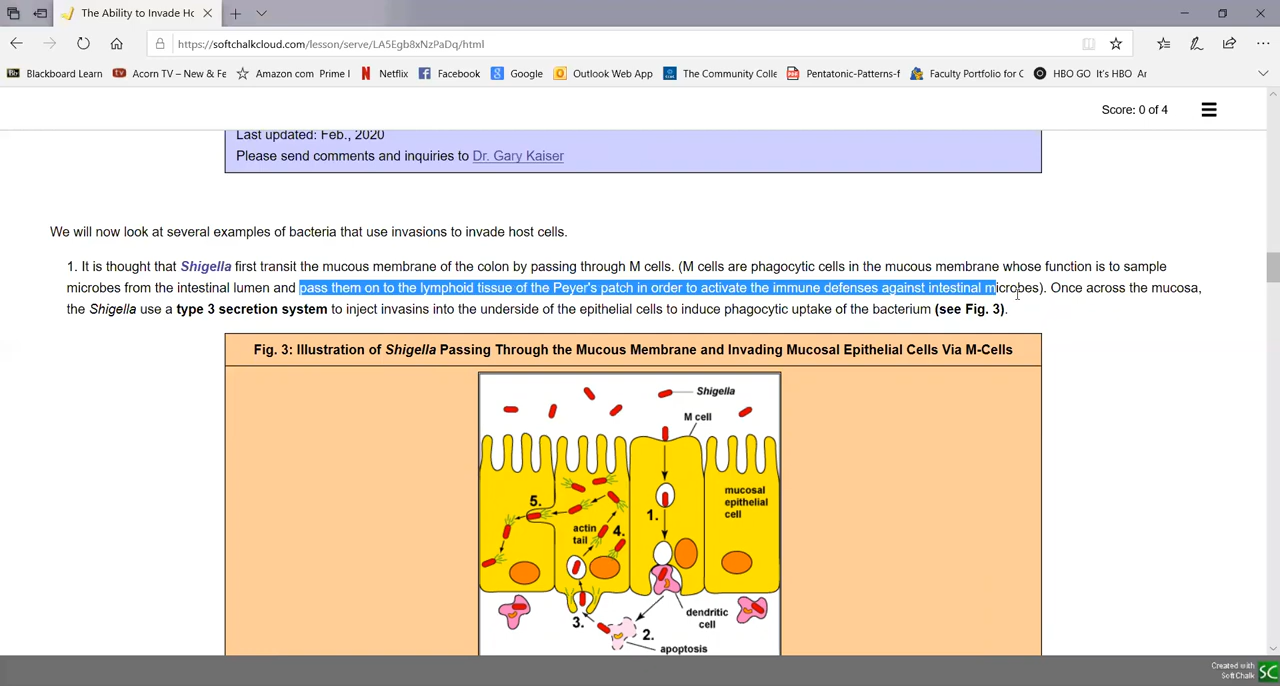 The Ability to Invade Ho
https://softchalkcloud.com/lesson/serve/LA5Egb8xNzPaDq/html
Blackboard Learn Acorn TV – New & Fe Amazon com Prime I Netflix Facebook Google Outlook Web App The Community Colle Pentatonic-Patterns-f Faculty Portfolio for C HBO GO It's HBO Ar
Score: 0 of 4
Last updated: Feb., 2020
Please send comments and inquiries to Dr. Gary Kaiser
We will now look at several examples of bacteria that use invasions to invade host cells.
1. It is thought that Shigella first transit the mucous membrane of the colon by passing through M cells. (M cells are phagocytic cells in the mucous membrane whose function is to sample
microbes from the intestinal lumen and pass them on to the lymphoid tissue of the Peyer's patch in order to activate the immune defenses against intestinal microbes). Once across the mucosa,
the Shigella use a type 3 secretion system to inject invasins into the underside of the epithelial cells to induce phagocytic uptake of the bacterium (see Fig. 3).
Fig. 3: Illustration of Shigella Passing Through the Mucous Membrane and Invading Mucosal Epithelial Cells Via M-Cells
Shigella
M cell
mucosal
epithelial
cell
5.
1.
actin
tail
4.
dendritic
cell
3.
2.
apoptosis
Created with
SoftChalk
SC